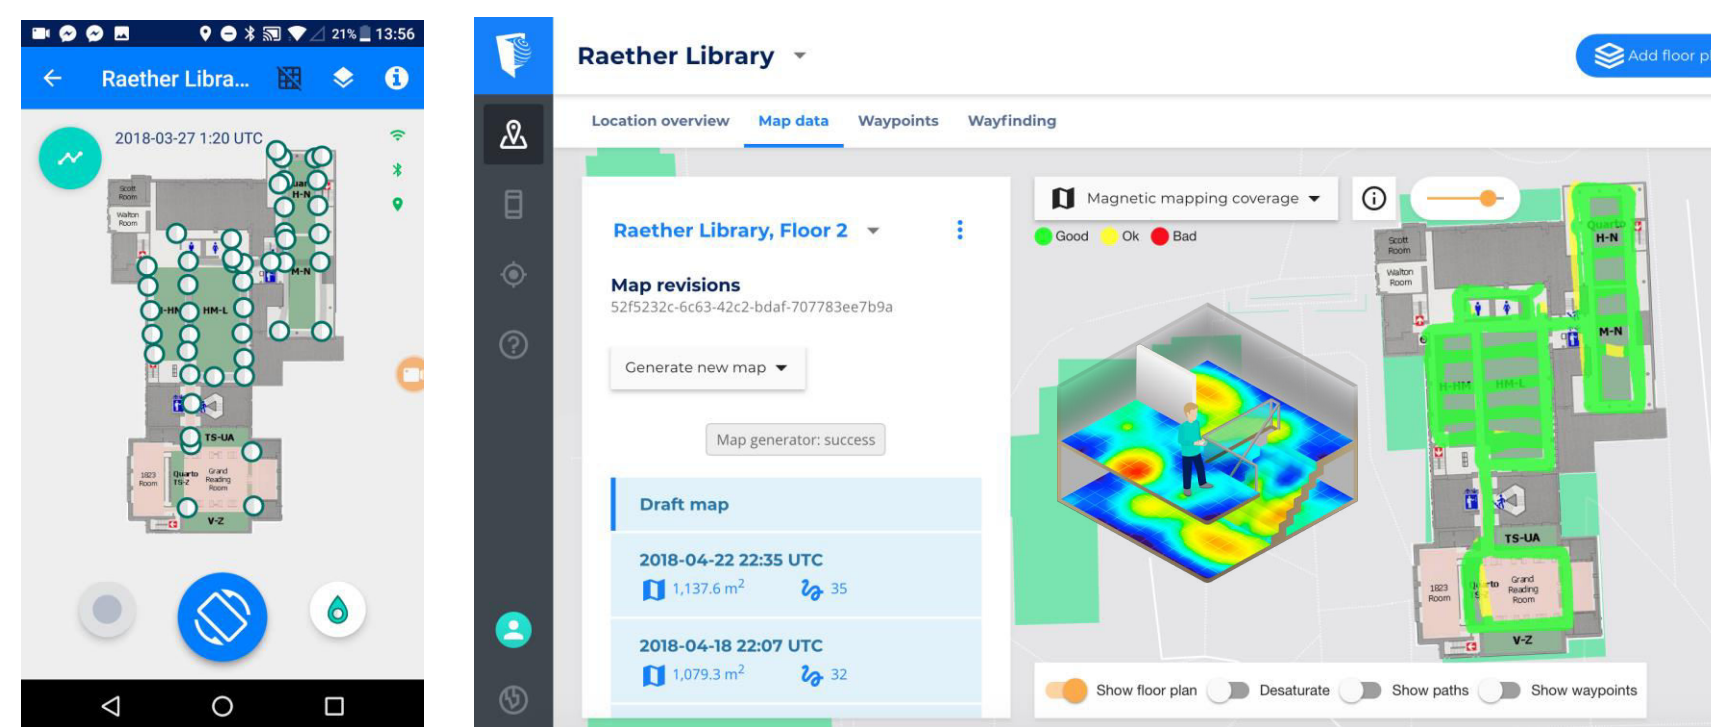 21% 13:56
Raether Libra...
2018-03-27 1:20 UTC
Scott
Room
Walton
Room
H-N
M-N
HM-L
TS-UA
1823
Room
Quarto
TS-Z
Grand
Reading
Room
V-Z
Raether Library
Add floor p
Location overview Map data Waypoints Wayfinding
Raether Library, Floor 2
Map revisions
52f5232c-6c63-42c2-bdaf-707783ee7b9a
Generate new map
Map generator: success
Draft map
2018-04-22 22:35 UTC
1,137.6 m² 35
2018-04-18 22:07 UTC
1,079.3 m² 32
Magnetic mapping coverage
Good Ok Bad
Scott
Room
Walton
Room
Quarto
H-N
M-N
H-HM HM-L
TS-UA
1823
Room
Grand
Reading
Room
V-Z
Show floor plan Desaturate Show paths Show waypoints